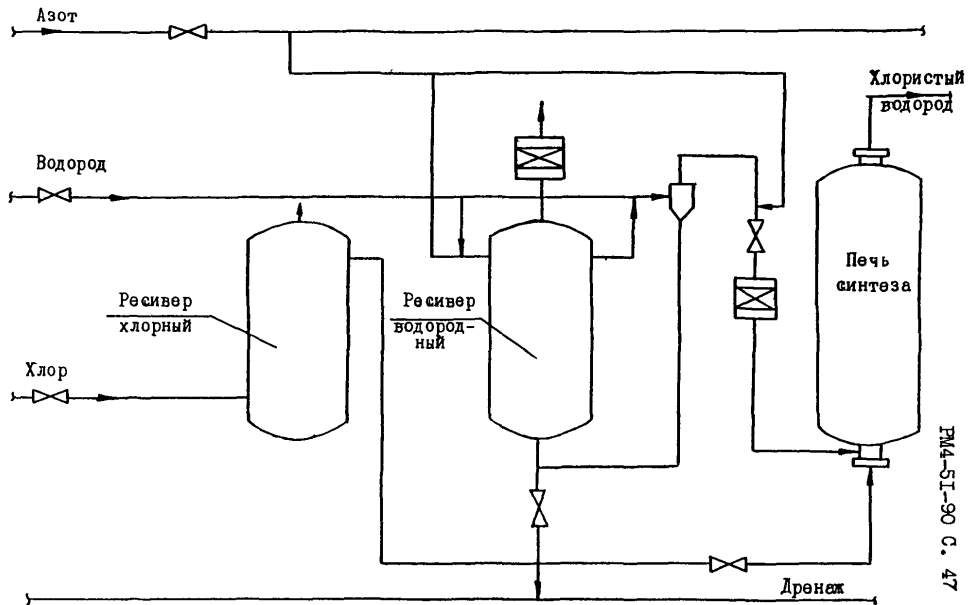 Азот
Хлористый
водород
Водород
Печь
синтеза
Ресивер
хлорный
Ресивер
водород-
ный
Хлор
Дренаж
РМ4-51-90 С. 47